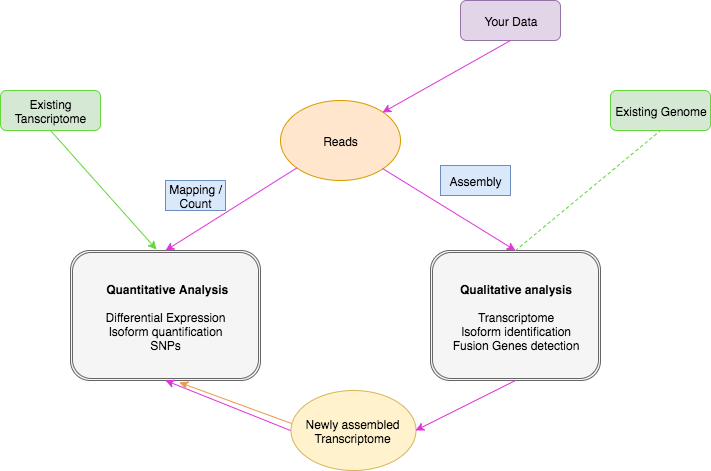 Your Data
Existing
Tanscriptome
Existing Genome
Reads
Mapping /
Count
Assembly
Quantitative Analysis
Differential Expression
Isoform quantification
SNPs
Qualitative analysis
Transcriptome
Isoform identification
Fusion Genes detection
Newly assembled
Transcriptome